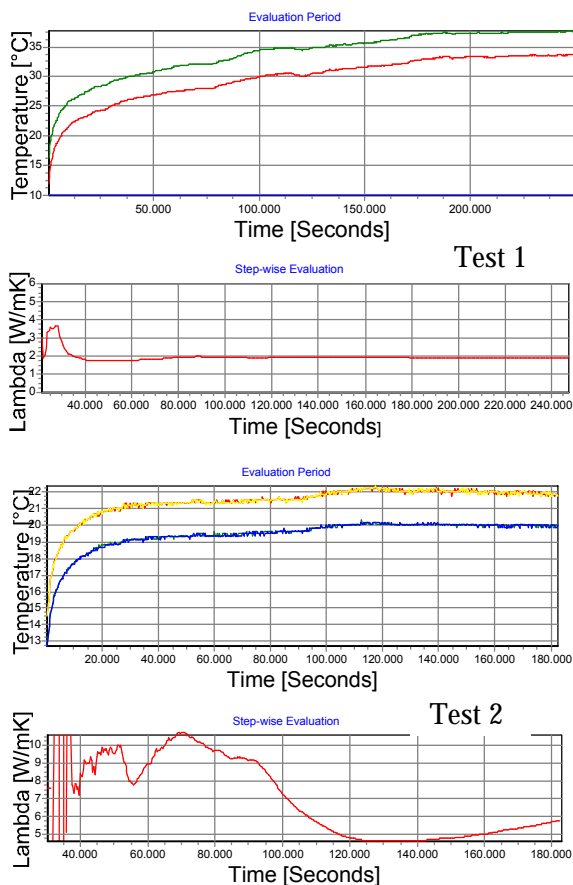 Evaluation Period
Temperature [°C]
35
30
25
20
15
10
50.000 100.000 150.000 200.000
Time [Seconds]
Test 1
Step-wise Evaluation
Lambda [W/mK]
6
5
4
3
2
1
0
40.000 60.000 80.000 100.000 120.000 140.000 160.000 180.000 200.000 220.000 240.000
Time [Seconds]
Evaluation Period
Temperature [°C]
22
21
20
19
18
17
16
15
14
13
20.000 40.000 60.000 80.000 100.000 120.000 140.000 160.000 180.000
Time [Seconds]
Test 2
Step-wise Evaluation
Lambda [W/mK]
10
9
8
7
6
5
40.000 60.000 80.000 100.000 120.000 140.000 160.000 180.000
Time [Seconds]